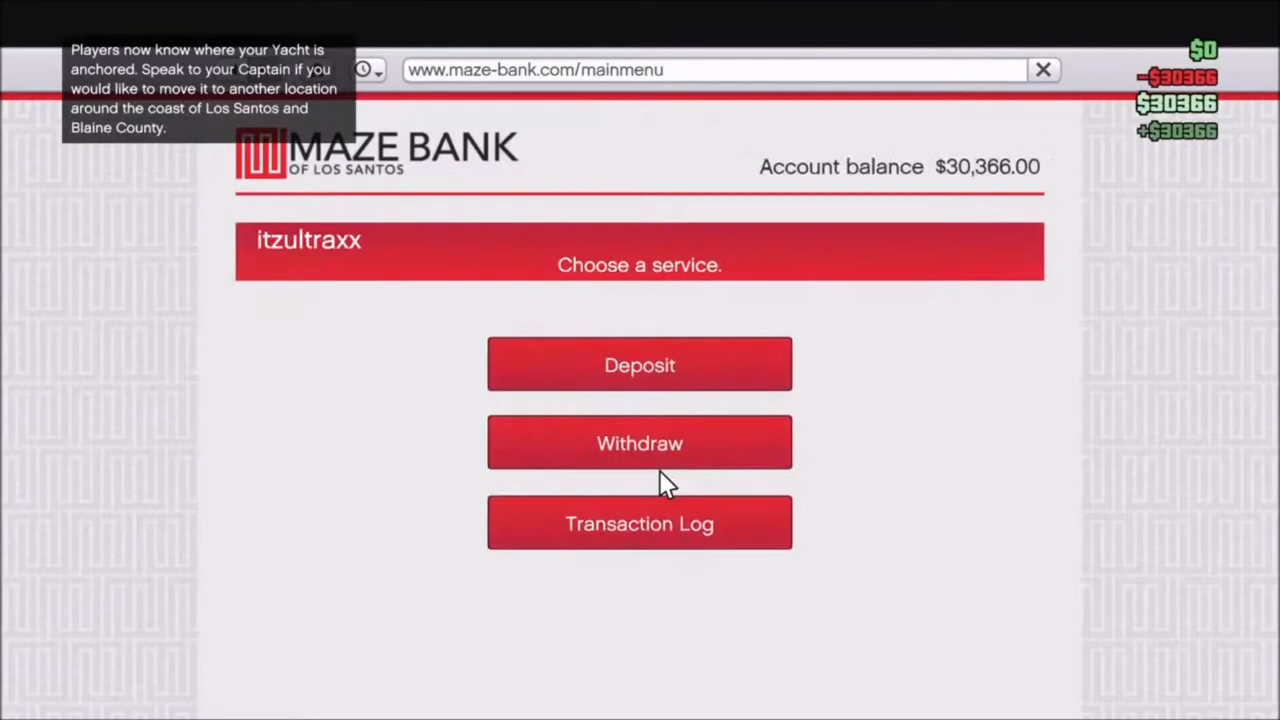 Players now know where your Yacht is
anchored. Speak to your Captain if you
would like to move it to another location
around the coast of Los Santos and
Blaine County.
www.maze-bank.com/mainmenu
$0
-$30366
$30366
+$30366
MAZE BANK
OF LOS SANTOS
Account balance $30,366.00
itzultraxx
Choose a service.
Deposit
Withdraw
Transaction Log